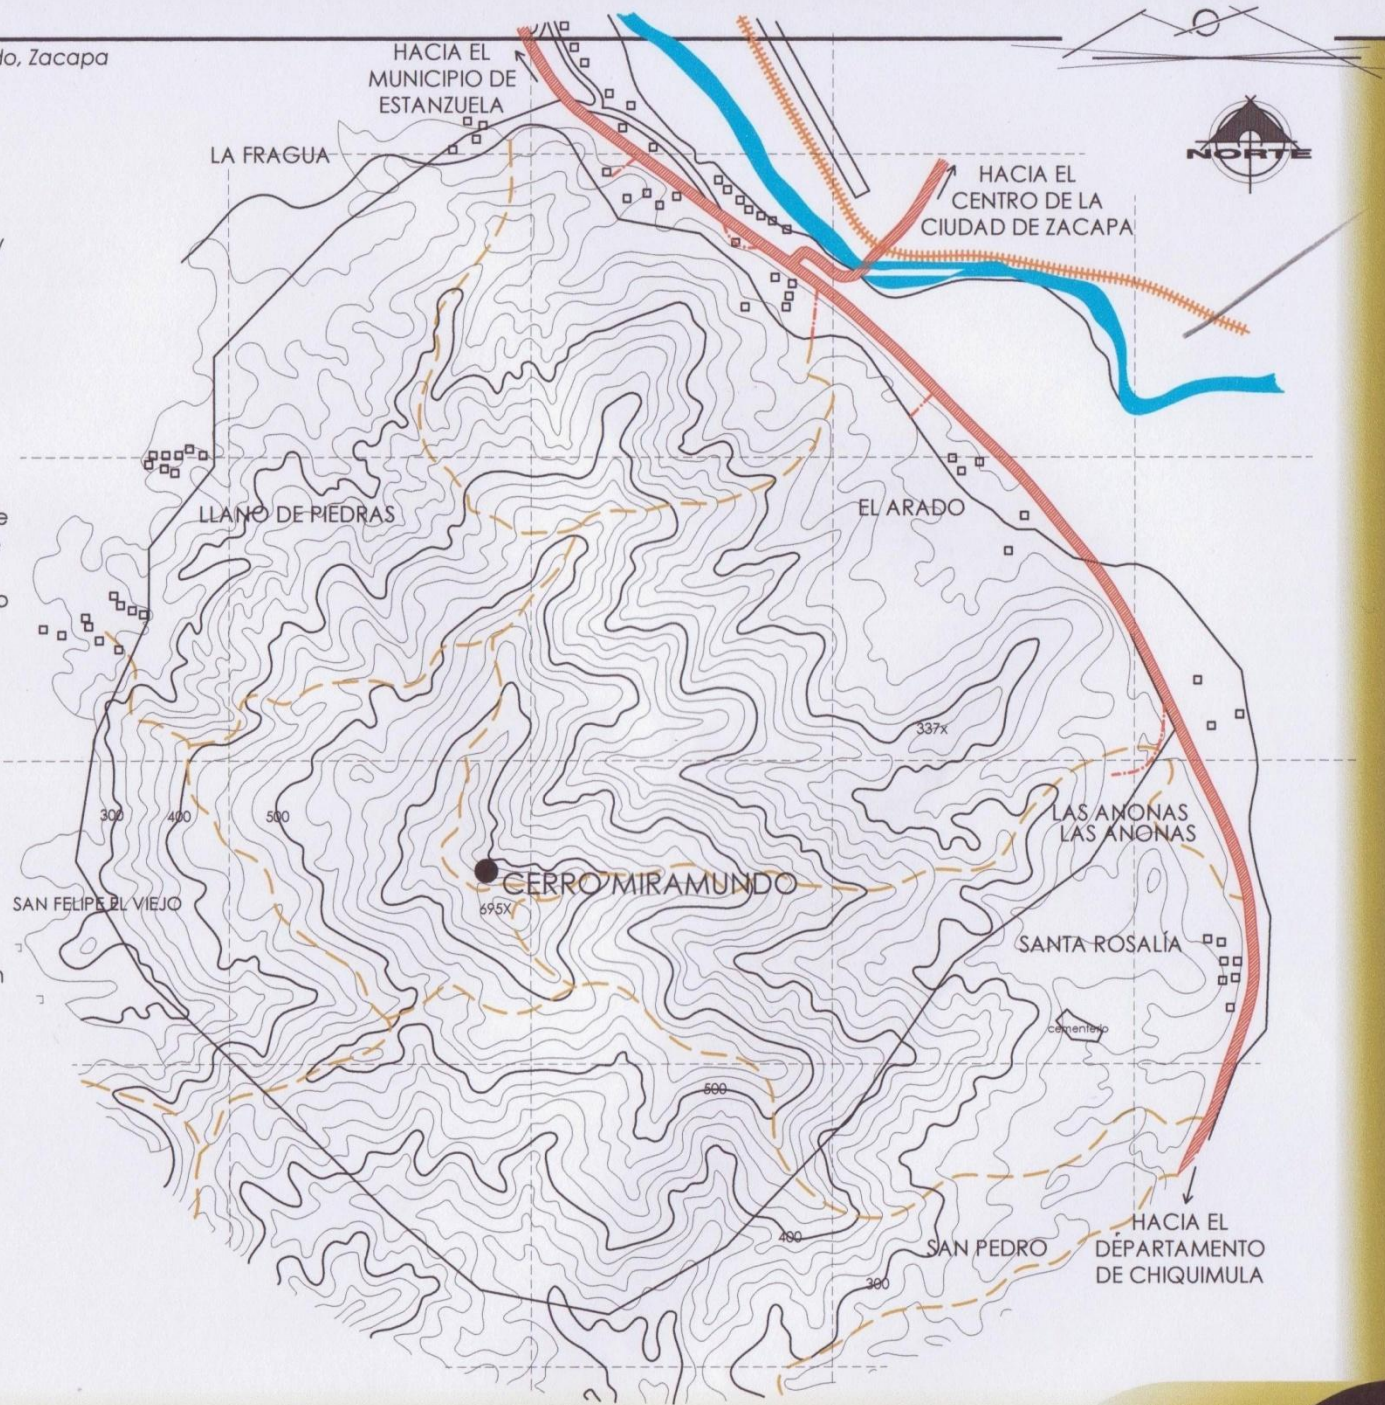 do, Zacapa
HACIA EL
MUNICIPIO DE
ESTANZUELA
LA FRAGUA
NORTE
HACIA EL
CENTRO DE LA
CIUDAD DE ZACAPA
LLANO DE PIEDRAS
EL ARADO
337x
300
400
500
LAS ANONAS
LAS ANONAS
CERRO MIRAMUNDO
695X
SAN FELIPE EL VIEJO
SANTA ROSALÍA
cementerio
500
400
SAN PEDRO
300
HACIA EL
DEPARTAMENTO
DE CHIQUIMULA